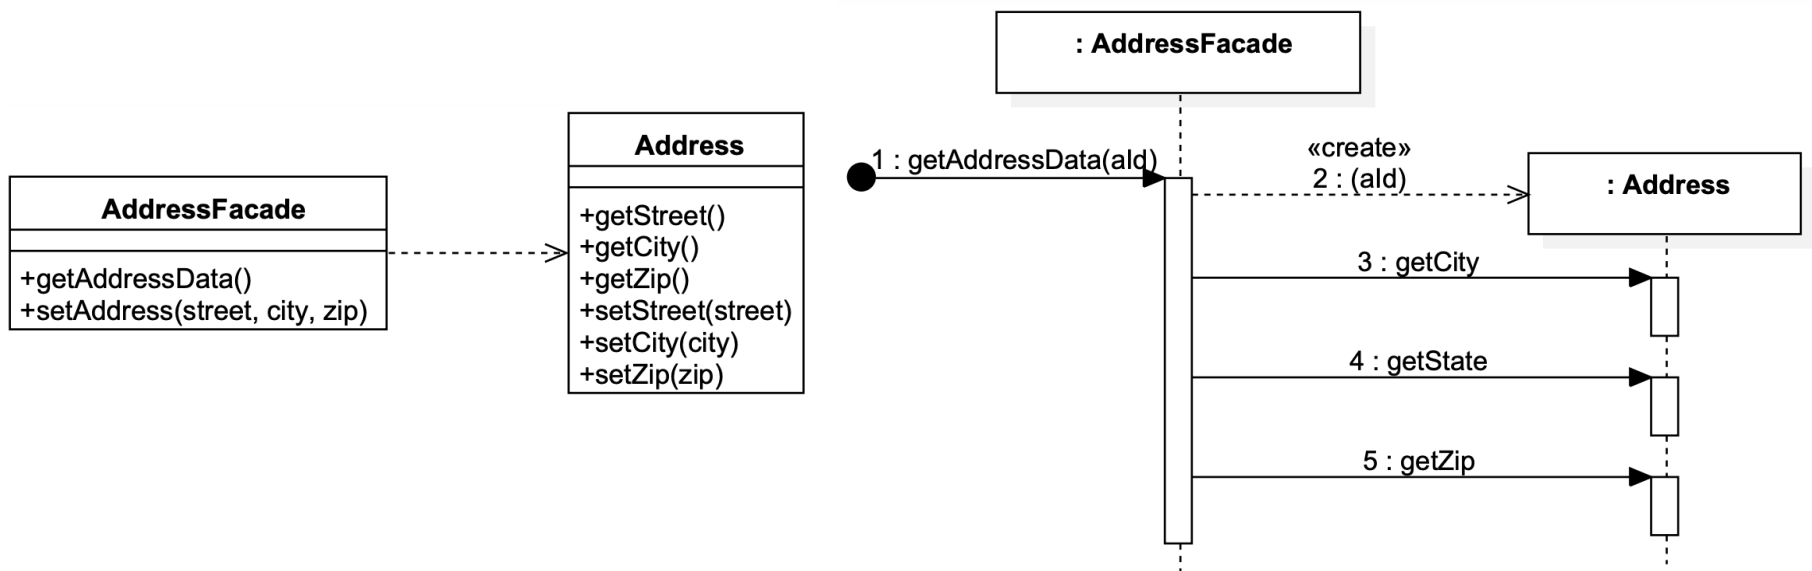 AddressFacade
+getAddressData()
+setAddress(street, city, zip)
Address
+getStreet()
+getCity()
+getZip()
+setStreet(street)
+setCity(city)
+setZip(zip)
: AddressFacade
1 : getAddressData(aId)
«create»
2 : (aId)
: Address
3 : getCity
4 : getState
5 : getZip